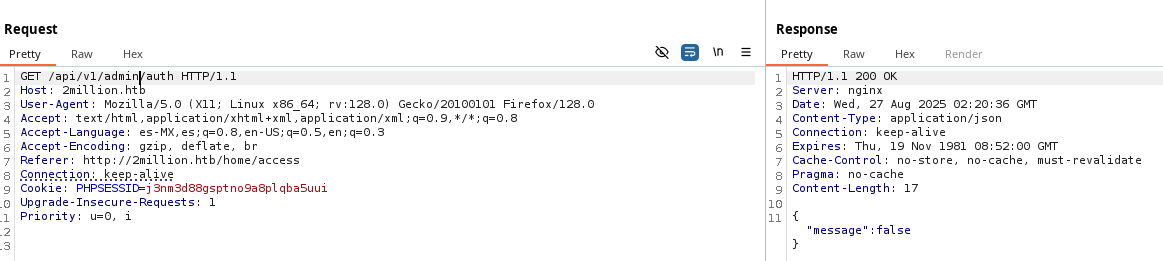 Request
Pretty Raw Hex
\n
1 GET /api/v1/admin/auth HTTP/1.1
2 Host: 2million.htb
3 User-Agent: Mozilla/5.0 (X11; Linux x86_64; rv:128.0) Gecko/20100101 Firefox/128.0
4 Accept: text/html,application/xhtml+xml,application/xml;q=0.9,*/*;q=0.8
5 Accept-Language: es-MX,es;q=0.8,en-US;q=0.5,en;q=0.3
6 Accept-Encoding: gzip, deflate, br
7 Referer: http://2million.htb/home/access
8 Connection: keep-alive
9 Cookie: PHPSESSID=j3nm3d88gsptno9a8plqba5uui
10 Upgrade-Insecure-Requests: 1
11 Priority: u=0, i
12
13
Response
Pretty Raw Hex Render
1 HTTP/1.1 200 OK
2 Server: nginx
3 Date: Wed, 27 Aug 2025 02:20:36 GMT
4 Content-Type: application/json
5 Connection: keep-alive
6 Expires: Thu, 19 Nov 1981 08:52:00 GMT
7 Cache-Control: no-store, no-cache, must-revalidate
8 Pragma: no-cache
9 Content-Length: 17
10
11 {
"message":false
}